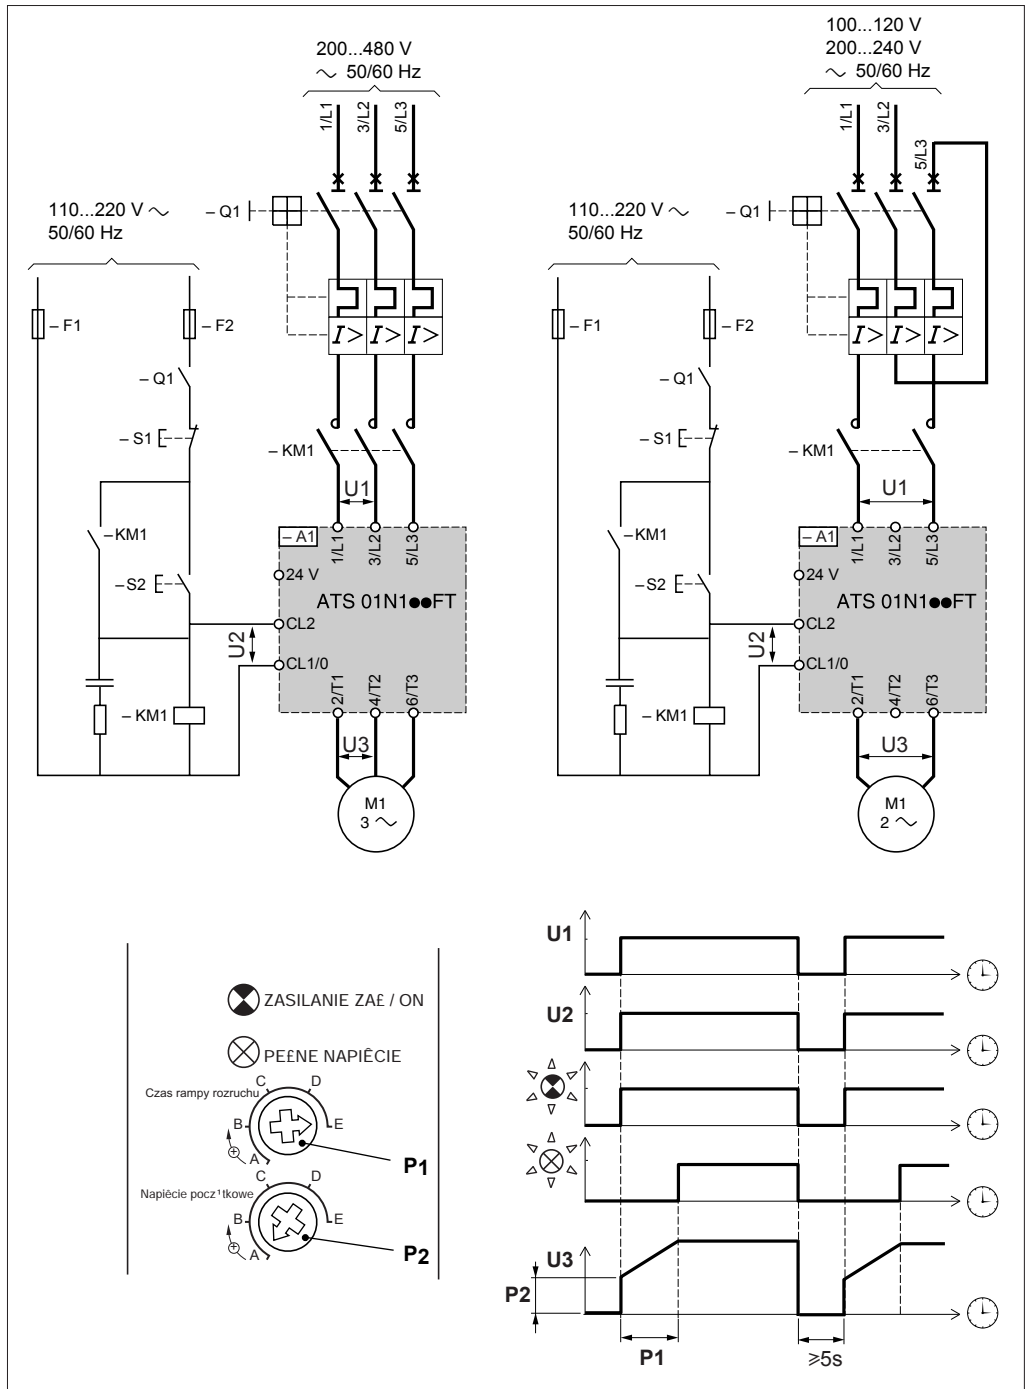 200...480 V
∼ 50/60 Hz
1/L1
3/L2
5/L3
110...220 V ∼
50/60 Hz
– Q1
– F1
– F2
I>
I>
I>
– Q1
– S1
– KM1
U1
– KM1
– A1
1/L1
3/L2
5/L3
24 V
– S2
ATS 01N1●●FT
CL2
U2
CL1/0
2/T1
4/T2
6/T3
– KM1
U3
M1
3 ∼
100...120 V
200...240 V
∼ 50/60 Hz
1/L1
3/L2
5/L3
110...220 V ∼
50/60 Hz
– Q1
– F1
– F2
I>
I>
I>
– Q1
– S1
– KM1
U1
– KM1
– A1
1/L1
3/L2
5/L3
24 V
– S2
ATS 01N1●●FT
CL2
U2
CL1/0
2/T1
4/T2
6/T3
– KM1
U3
M1
2 ∼
ZASILANIE ZA£ / ON
PE£NE NAPIÊCIE
Czas rampy rozruchu
A
B
C
D
E
P1
Napiêcie pocz¹tkowe
A
B
C
D
E
P2
U1
U2
U3
P2
P1
⩾5s